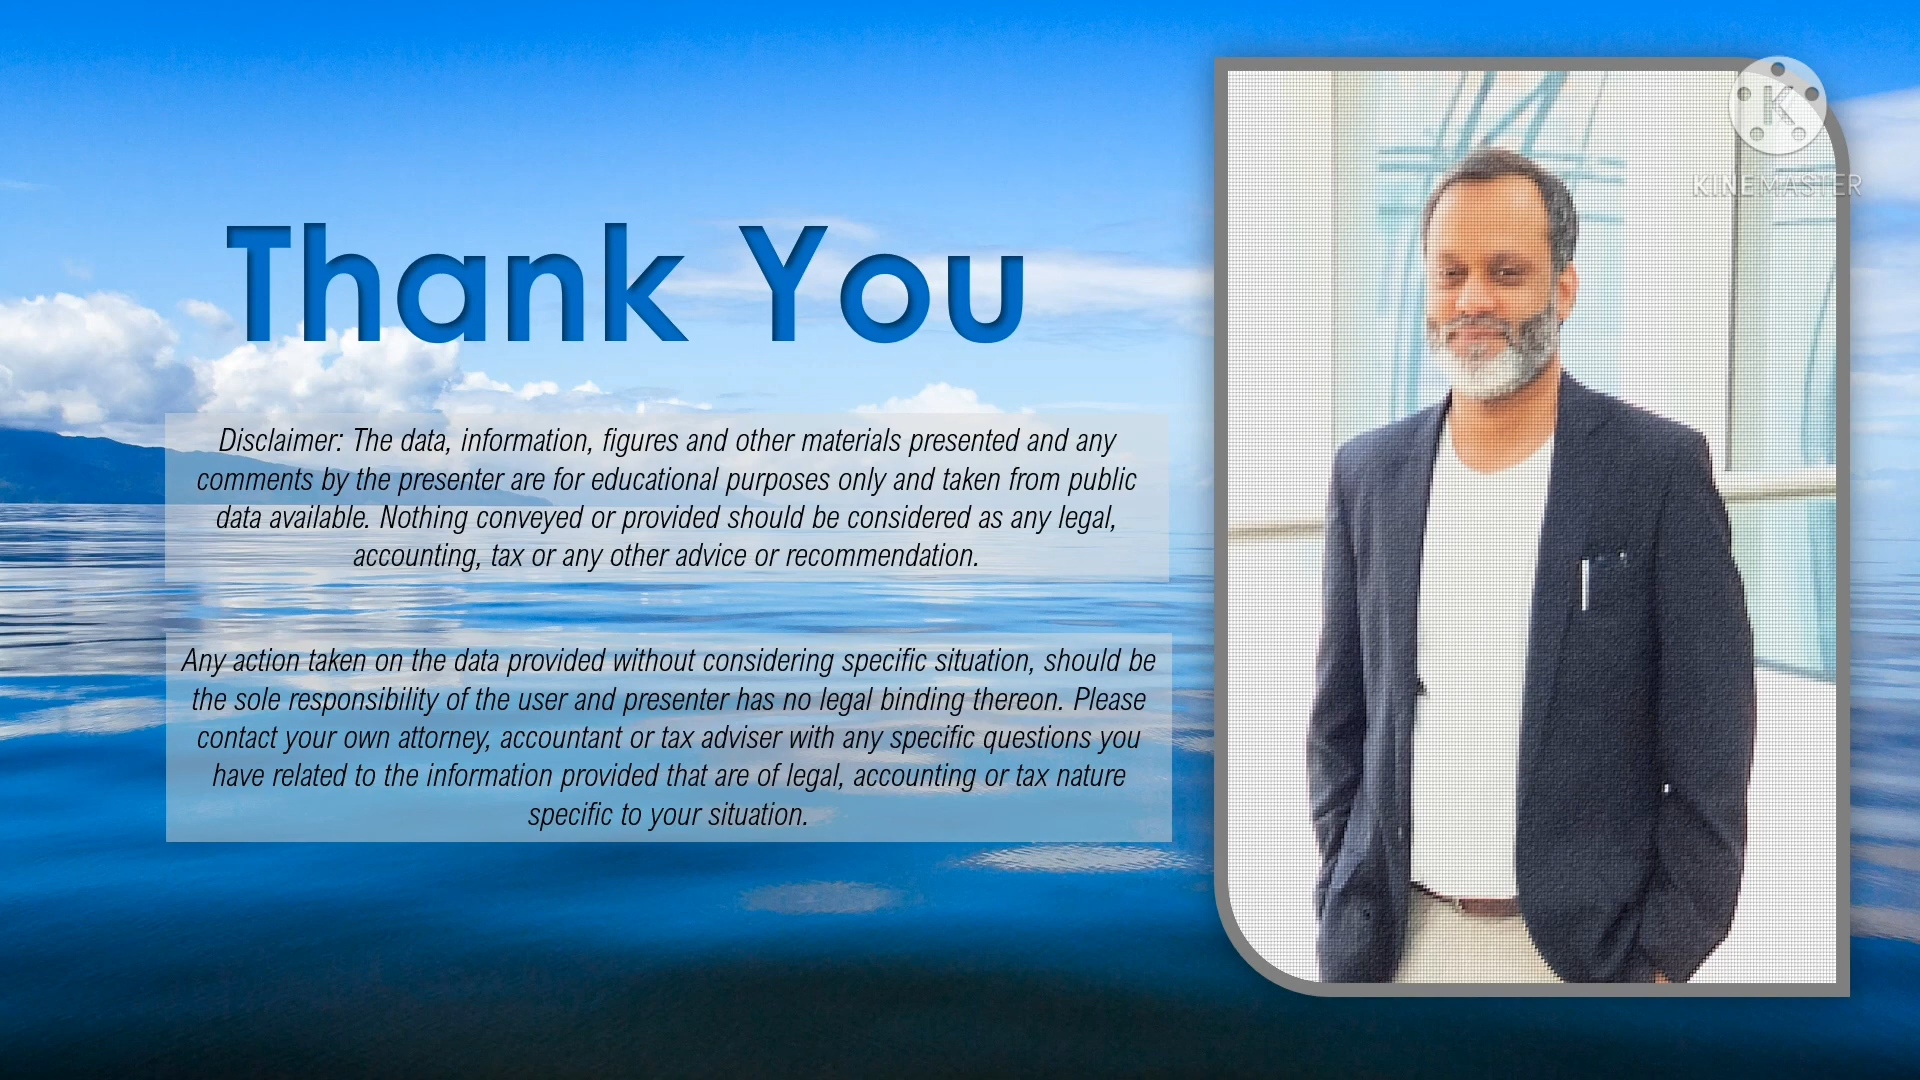 Thank You
Disclaimer: The data, information, figures and other materials presented and any
comments by the presenter are for educational purposes only and taken from public
data available. Nothing conveyed or provided should be considered as any legal,
accounting, tax or any other advice or recommendation.
Any action taken on the data provided without considering specific situation, should be
the sole responsibility of the user and presenter has no legal binding thereon. Please
contact your own attorney, accountant or tax adviser with any specific questions you
have related to the information provided that are of legal, accounting or tax nature
specific to your situation.
K
KINEMASTER